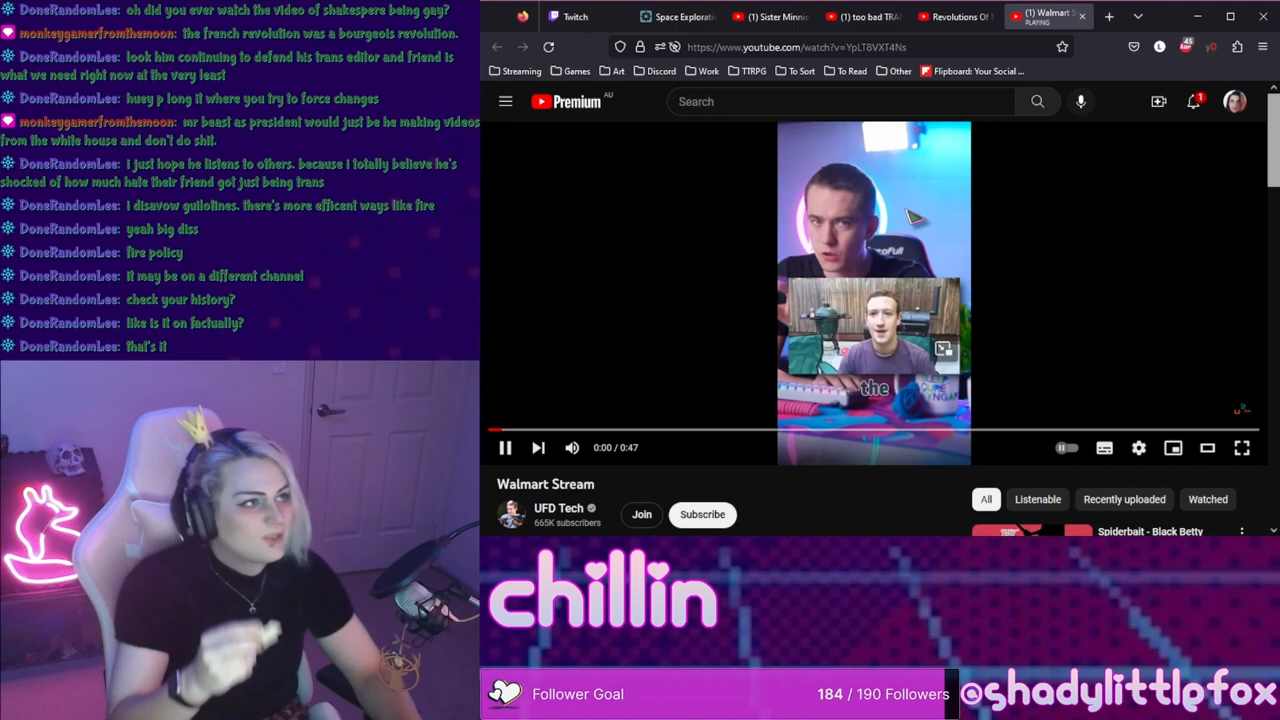 DoneRandomLee: oh did you ever watch the video of shakespere being gay?
monkeygamerfromthemoon: the french revolution was a bourgeois revolution.
DoneRandomLee: look him continuing to defend his trans editor and friend is
what we need right now at the very least
DoneRandomLee: huey p long it where you try to force changes
monkeygamerfromthemoon: mr beast as president would just be he making videos
from the white house and don't do shit.
DoneRandomLee: i just hope he listens to others. because i totally believe he's
shocked of how much hate their friend got just being trans
DoneRandomLee: I disavow guilotines. there's more efficent ways like fire
DoneRandomLee: yeah big diss
DoneRandomLee: fire policy
DoneRandomLee: it may be on a different channel
DoneRandomLee: check your history?
DoneRandomLee: like is it on factually?
DoneRandomLee: that's it
Twitch
Space Exploratio
(1) Sister Minnie
(1) too bad TRA
Revolutions Of
(1) Walmart S
PLAYING
https://www.youtube.com/watch?v=YpLT8VXT4Ns
45
Streaming
Games
Art
Discord
Work
TTRPG
To Sort
To Read
Other
Flipboard: Your Social ...
Premium
AU
Search
1
the
0:00 / 0:47
Walmart Stream
UFD Tech
665K subscribers
Join
Subscribe
All
Listenable
Recently uploaded
Watched
Spiderbait - Black Betty
chillin
Follower Goal
184 / 190 Followers
@shadylittlefox